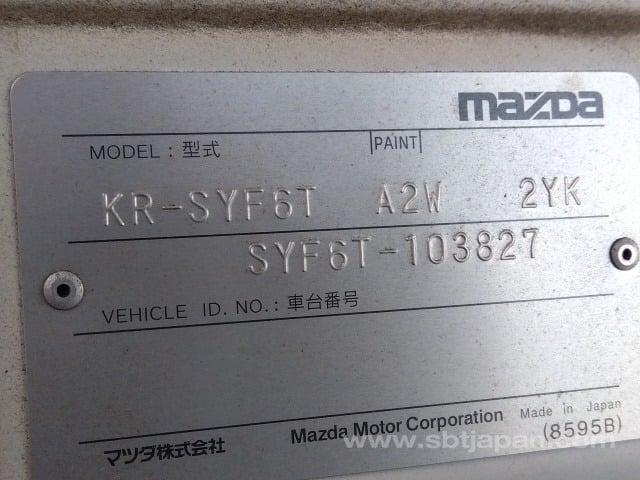 mazda
MODEL : 型式 PAINT
KR-SYF6T A2W 2YK
SYF6T-103827
VEHICLE ID. NO. : 車台番号
マツダ株式会社 Mazda Motor Corporation Made in Japan
(8595B)
www.sbtjapan.com